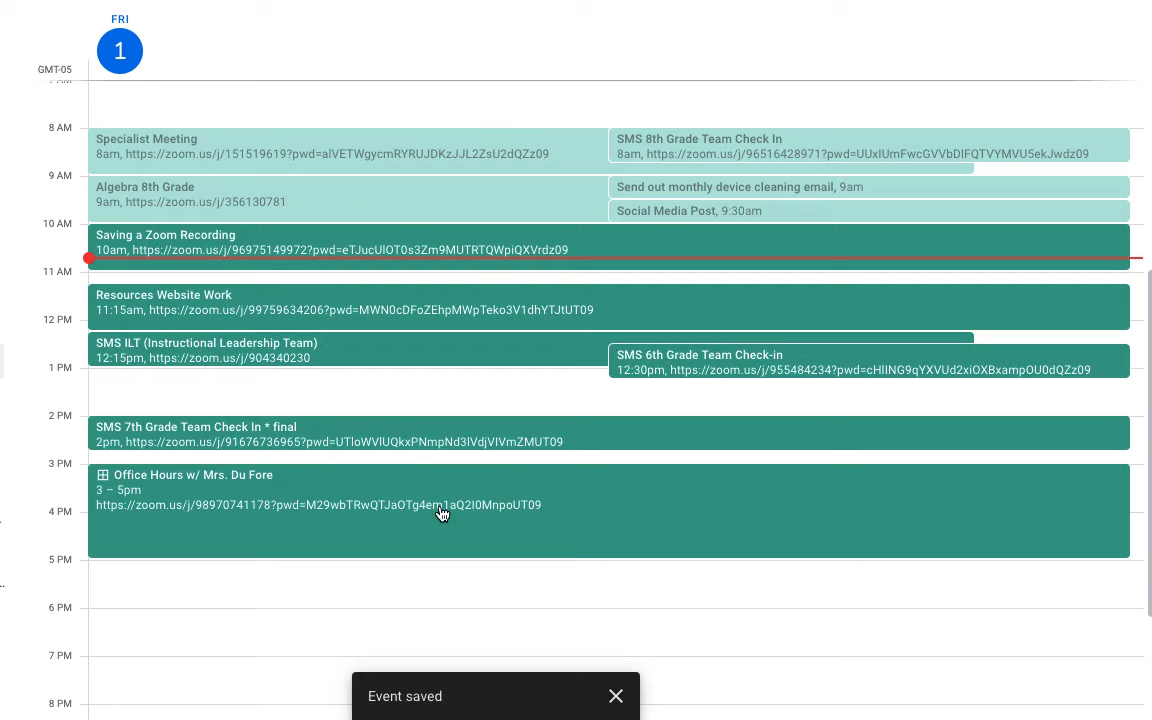 FRI
1
GMT-05
8 AM
Specialist Meeting
8am, https://zoom.us/j/151519619?pwd=alVETWgycmRYRUJDKzJJL2ZsU2dQZz09
SMS 8th Grade Team Check In
8am, https://zoom.us/j/96516428971?pwd=UUxIUmFwcGVVbDlFQTVYMVU5ekJwdz09
9 AM
Algebra 8th Grade
9am, https://zoom.us/j/356130781
Send out monthly device cleaning email, 9am
Social Media Post, 9:30am
10 AM
Saving a Zoom Recording
10am, https://zoom.us/j/96975149972?pwd=eTJucUlOT0s3Zm9MUTRTQWpiQXVrdz09
11 AM
Resources Website Work
11:15am, https://zoom.us/j/99759634206?pwd=MWN0cDFoZEhpMWpTeko3V1dhYTJtUT09
12 PM
SMS ILT (Instructional Leadership Team)
12:15pm, https://zoom.us/j/904340230
SMS 6th Grade Team Check-in
12:30pm, https://zoom.us/j/955484234?pwd=cHlING9qYXVUd2xiOXBxampOU0dQZz09
1 PM
2 PM
SMS 7th Grade Team Check In * final
2pm, https://zoom.us/j/91676736965?pwd=UTloWVlUQkxPNmpNd3lVdjVIVmZMUT09
3 PM
Office Hours w/ Mrs. Du Fore
3 – 5pm
https://zoom.us/j/98970741178?pwd=M29wbTRwQTJaOTg4em1aQ2l0MnpoUT09
4 PM
5 PM
6 PM
7 PM
8 PM
Event saved